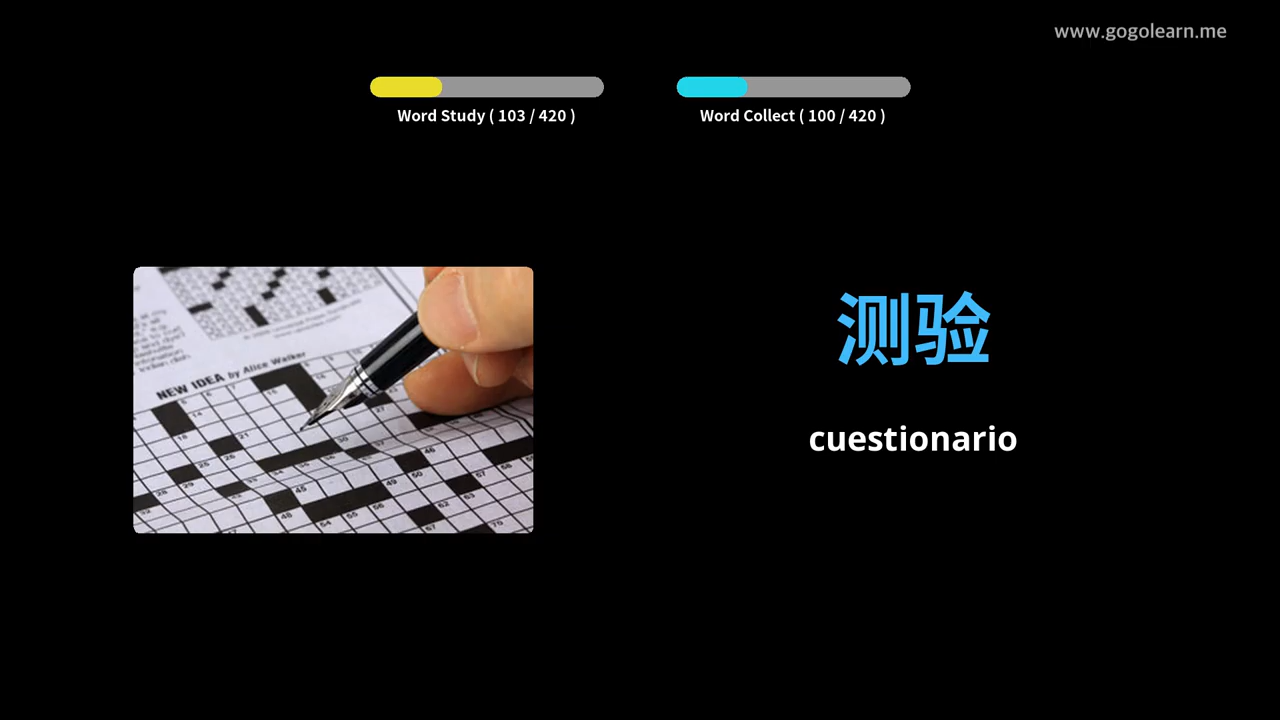 www.gogolearn.me
Word Study ( 103 / 420 )
Word Collect ( 100 / 420 )
NEW IDEA by Alice Walker
测验
cuestionario